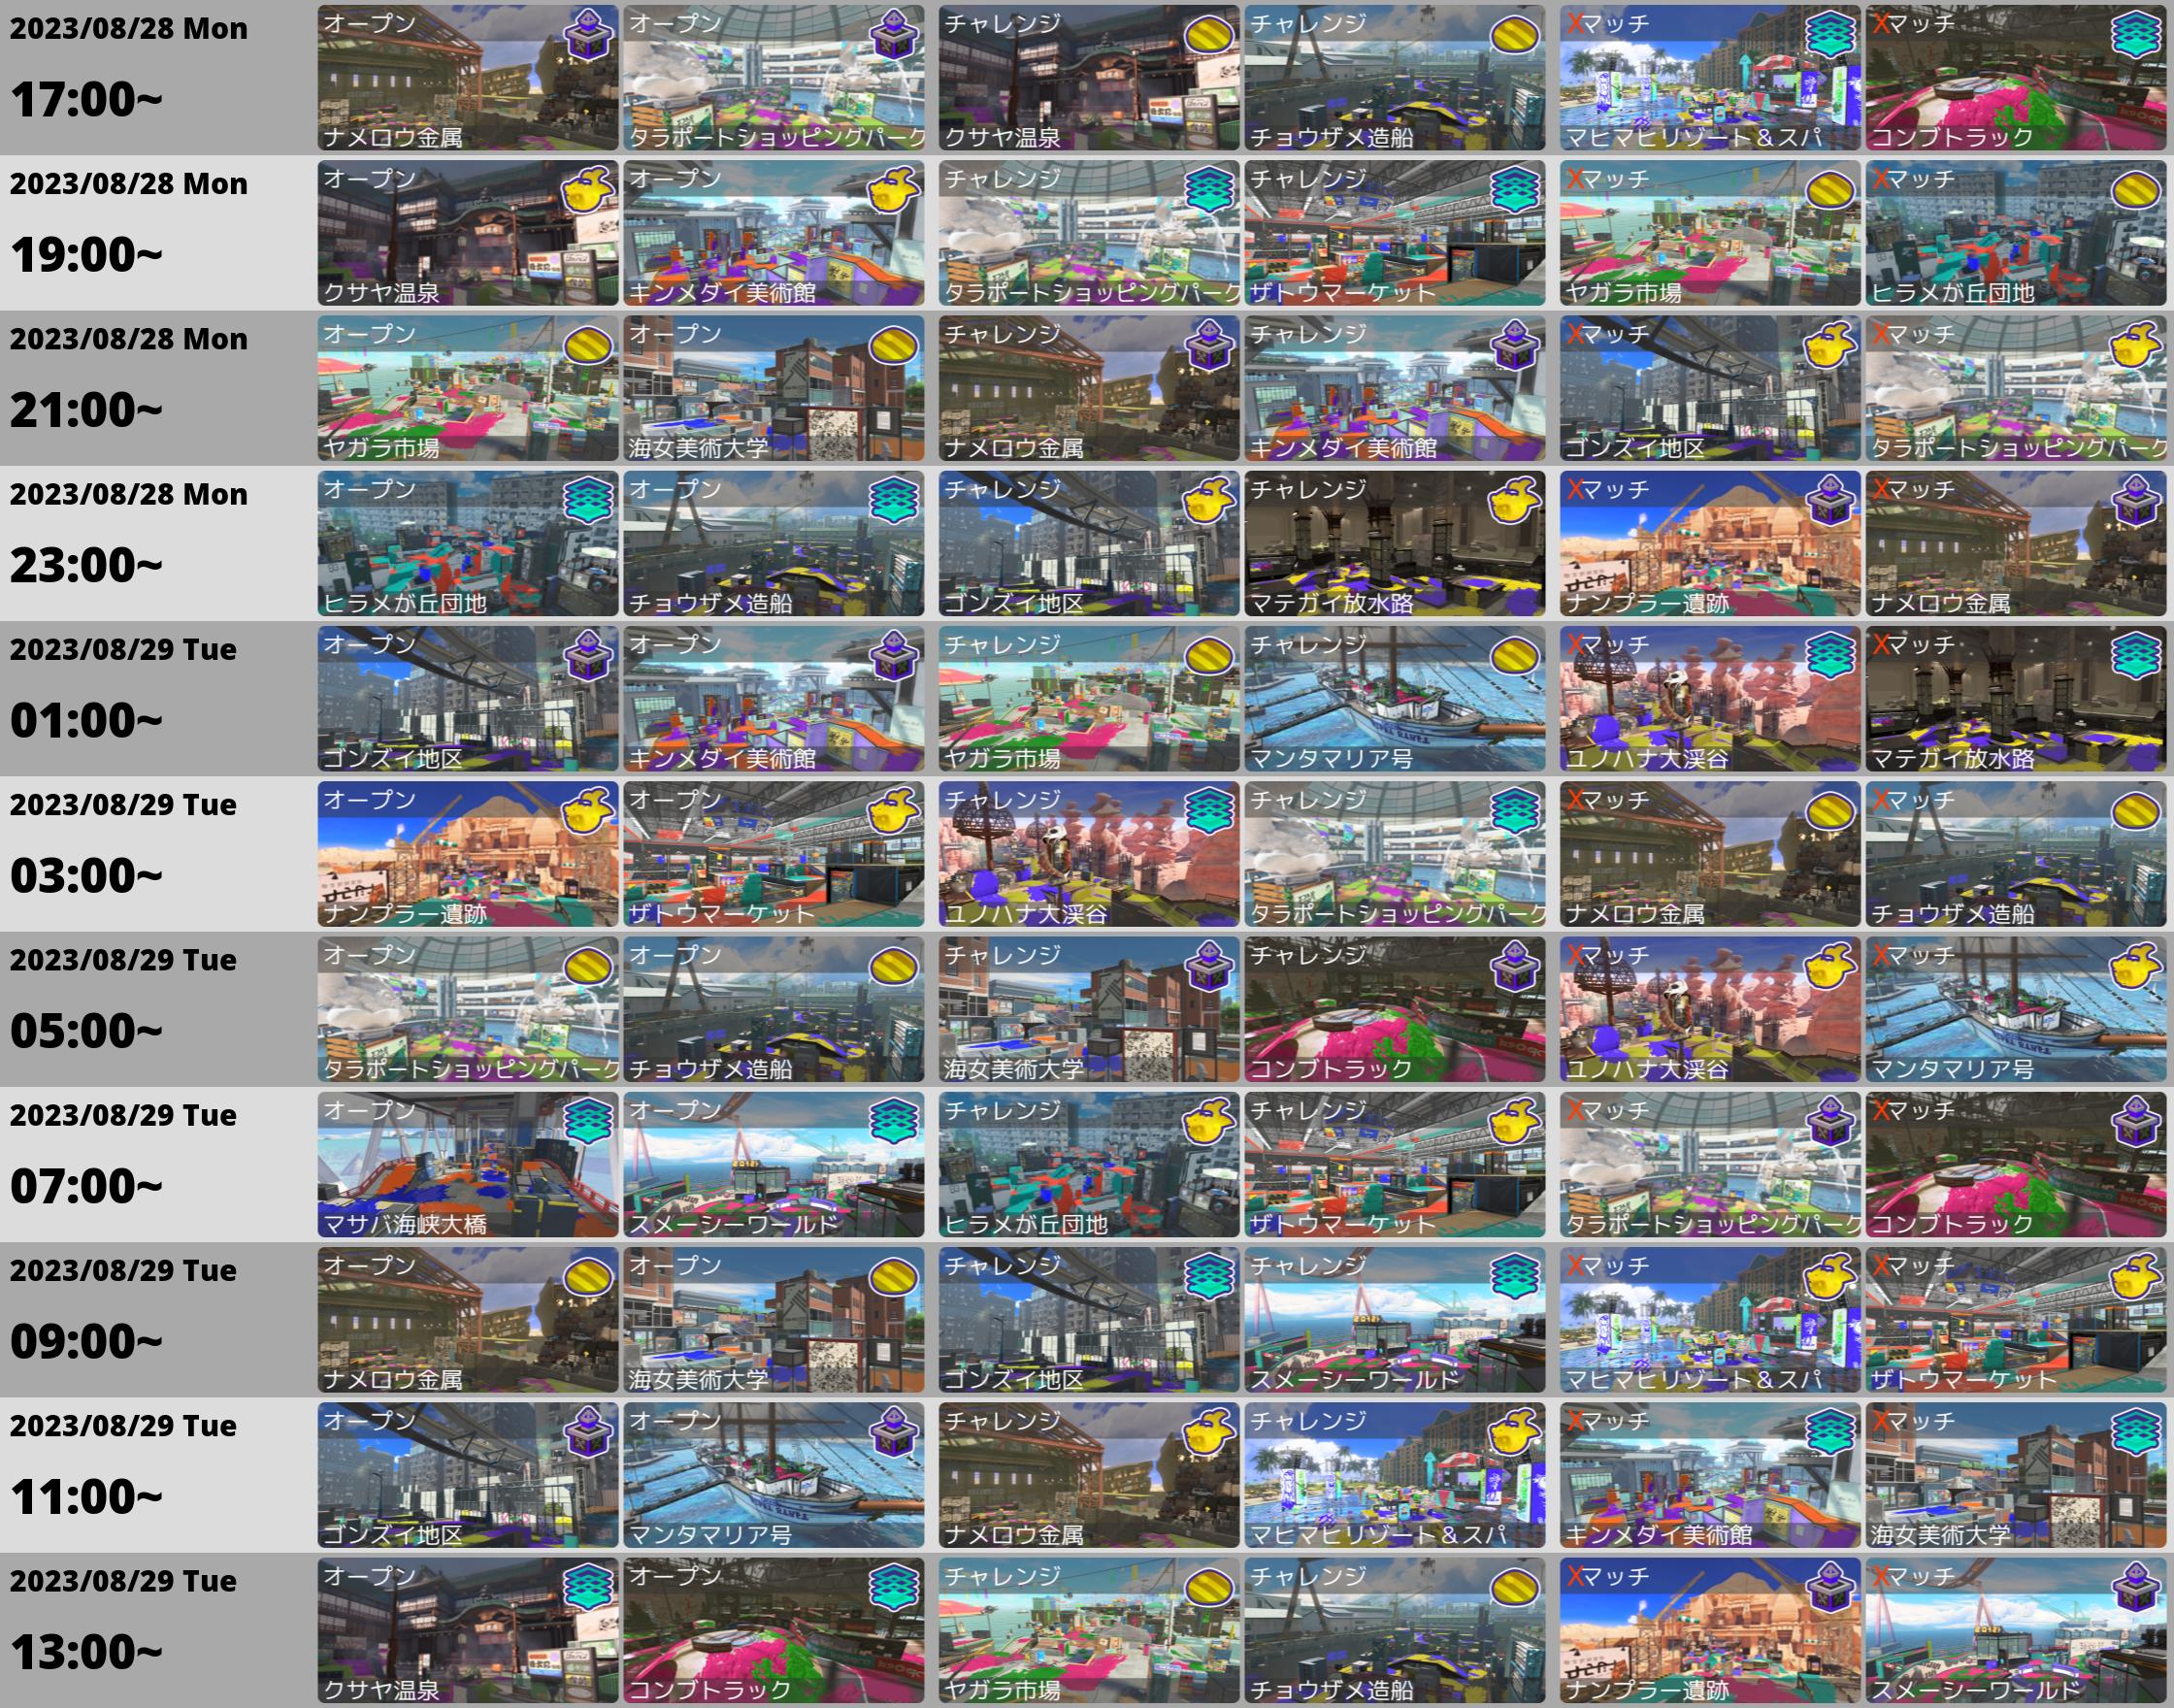 2023/08/28 Mon
17:00~
オープン
ナメロウ金属
オープン
タラポートショッピングパーク
チャレンジ
クサヤ温泉
チャレンジ
チョウザメ造船
Xマッチ
マヒマヒリゾート&スパ
Xマッチ
コンブトラック
2023/08/28 Mon
19:00~
オープン
クサヤ温泉
オープン
キンメダイ美術館
チャレンジ
タラポートショッピングパーク
チャレンジ
ザトウマーケット
Xマッチ
ヤガラ市場
Xマッチ
ヒラメが丘団地
2023/08/28 Mon
21:00~
オープン
ヤガラ市場
オープン
海女美術大学
チャレンジ
ナメロウ金属
チャレンジ
キンメダイ美術館
Xマッチ
ゴンズイ地区
Xマッチ
タラポートショッピングパーク
2023/08/28 Mon
23:00~
オープン
ヒラメが丘団地
オープン
チョウザメ造船
チャレンジ
ゴンズイ地区
チャレンジ
マテガイ放水路
Xマッチ
ナンプラー遺跡
Xマッチ
ナメロウ金属
2023/08/29 Tue
01:00~
オープン
ゴンズイ地区
オープン
キンメダイ美術館
チャレンジ
ヤガラ市場
チャレンジ
マンタマリア号
Xマッチ
ユノハナ大渓谷
Xマッチ
マテガイ放水路
2023/08/29 Tue
03:00~
オープン
ナンプラー遺跡
オープン
ザトウマーケット
チャレンジ
ユノハナ大渓谷
チャレンジ
タラポートショッピングパーク
Xマッチ
ナメロウ金属
Xマッチ
チョウザメ造船
2023/08/29 Tue
05:00~
オープン
タラポートショッピングパーク
オープン
チョウザメ造船
チャレンジ
海女美術大学
チャレンジ
コンブトラック
Xマッチ
ユノハナ大渓谷
Xマッチ
マンタマリア号
2023/08/29 Tue
07:00~
オープン
マサバ海峡大橋
オープン
スメーシーワールド
チャレンジ
ヒラメが丘団地
チャレンジ
ザトウマーケット
Xマッチ
タラポートショッピングパーク
Xマッチ
コンブトラック
2023/08/29 Tue
09:00~
オープン
ナメロウ金属
オープン
海女美術大学
チャレンジ
ゴンズイ地区
チャレンジ
スメーシーワールド
Xマッチ
マヒマヒリゾート&スパ
Xマッチ
ザトウマーケット
2023/08/29 Tue
11:00~
オープン
ゴンズイ地区
オープン
マンタマリア号
チャレンジ
ナメロウ金属
チャレンジ
マヒマヒリゾート&スパ
Xマッチ
キンメダイ美術館
Xマッチ
海女美術大学
2023/08/29 Tue
13:00~
オープン
クサヤ温泉
オープン
コンブトラック
チャレンジ
ヤガラ市場
チャレンジ
チョウザメ造船
Xマッチ
ナンプラー遺跡
Xマッチ
スメーシーワールド